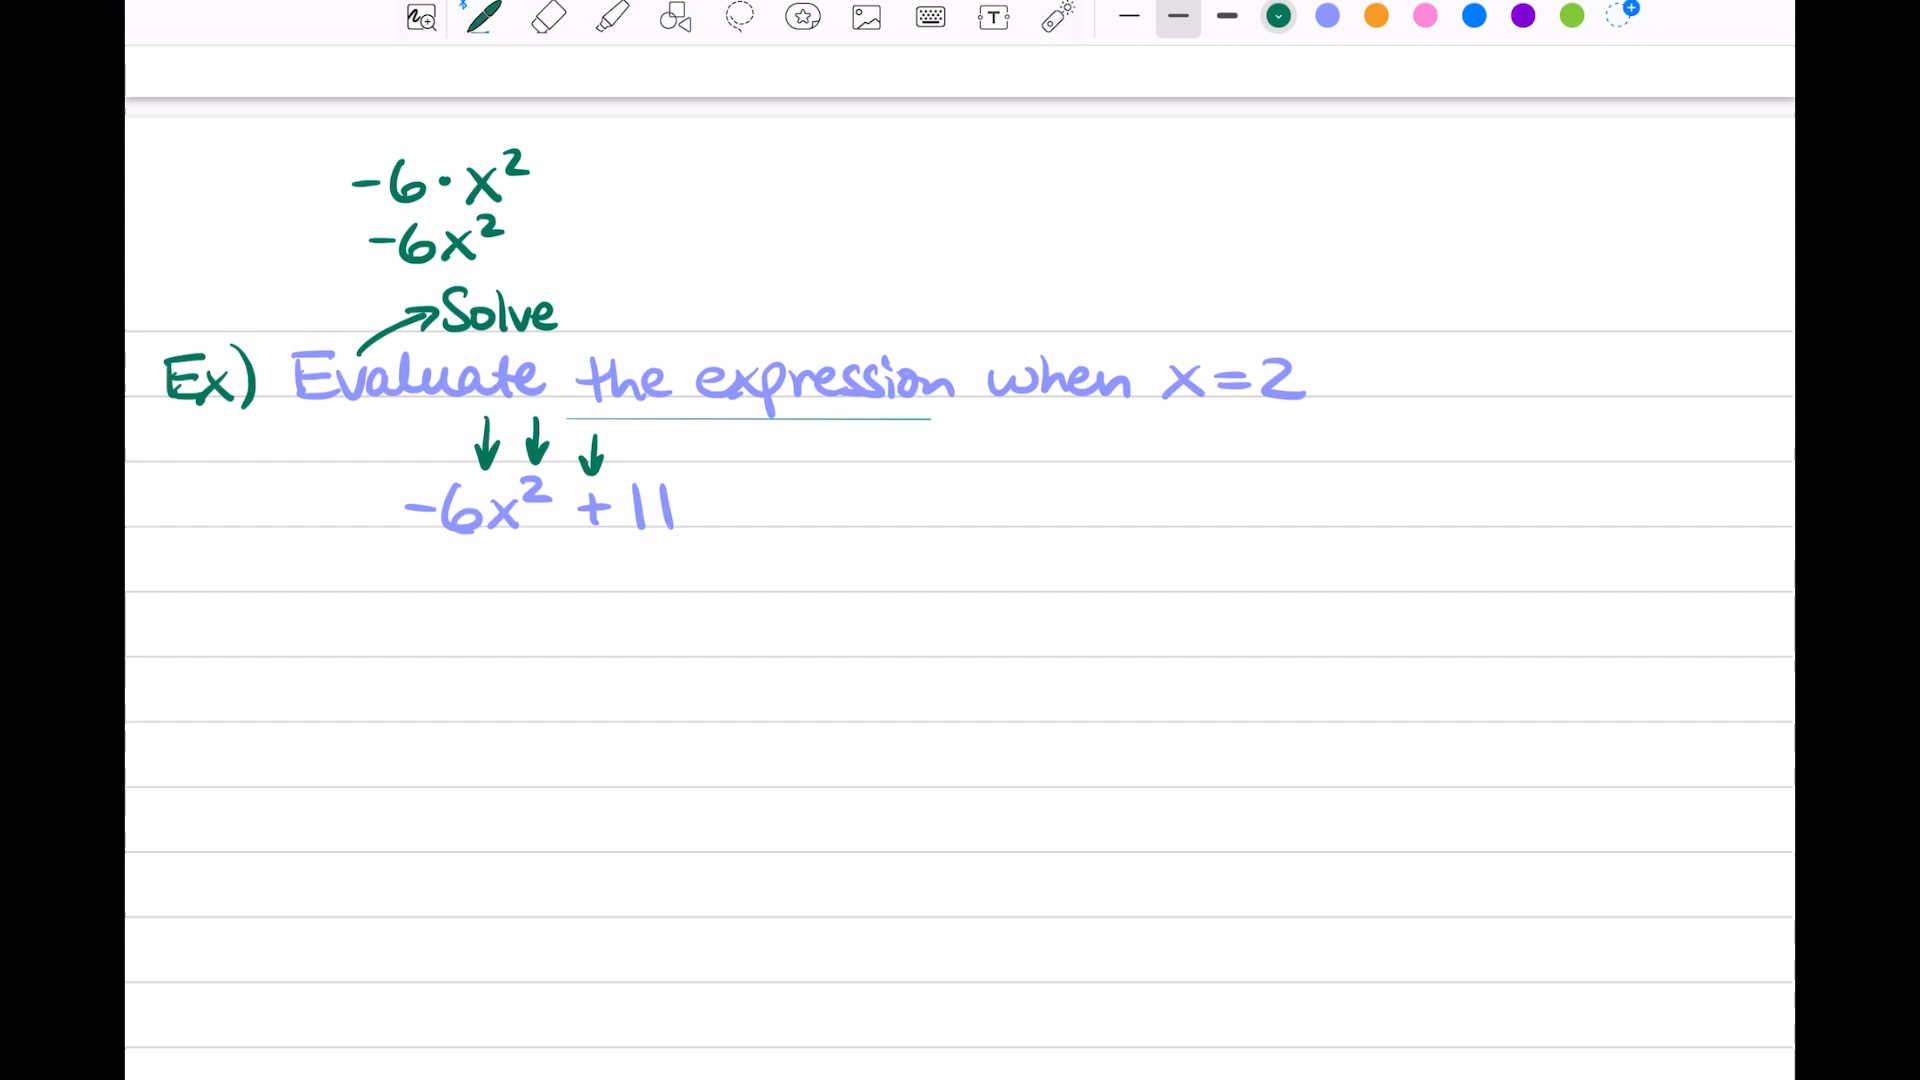 -6·x²
-6x²
→Solve
Ex) Evaluate the expression when x=2
↓ ↓ ↓
-6x² + 11